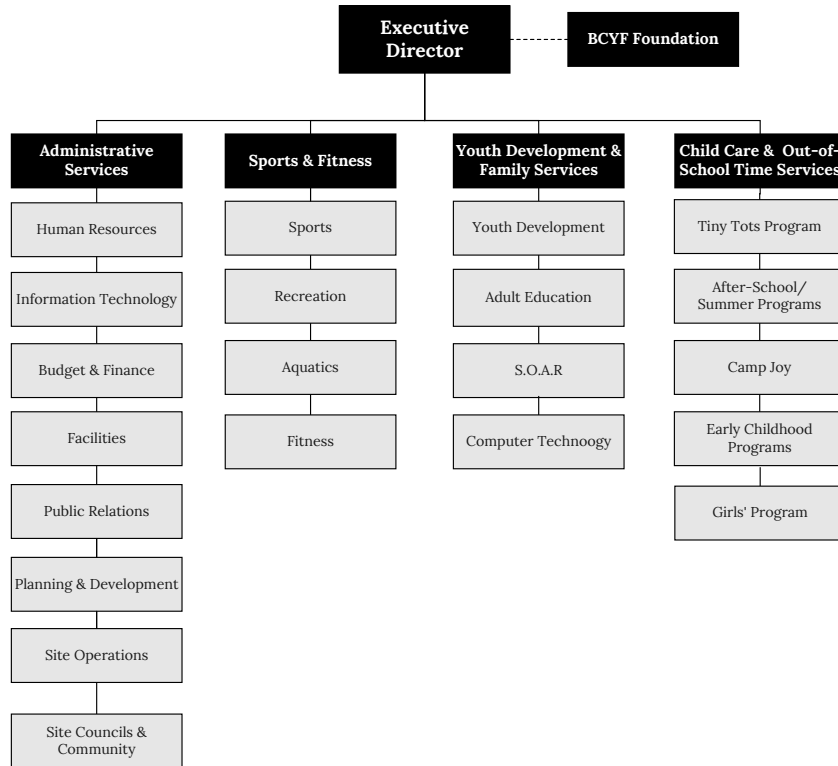 Executive
Director
BCYF Foundation
Administrative
Services
Sports & Fitness
Youth Development &
Family Services
Child Care & Out-of-
School Time Services
Human Resources
Information Technology
Budget & Finance
Facilities
Public Relations
Planning & Development
Site Operations
Site Councils &
Community
Sports
Recreation
Aquatics
Fitness
Youth Development
Adult Education
S.O.A.R
Computer Technoogy
Tiny Tots Program
After-School/
Summer Programs
Camp Joy
Early Childhood
Programs
Girls' Program